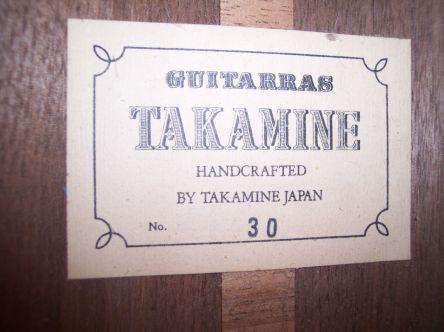 GUITARRAS
TAKAMINE
HANDCRAFTED
BY TAKAMINE JAPAN
No. 30